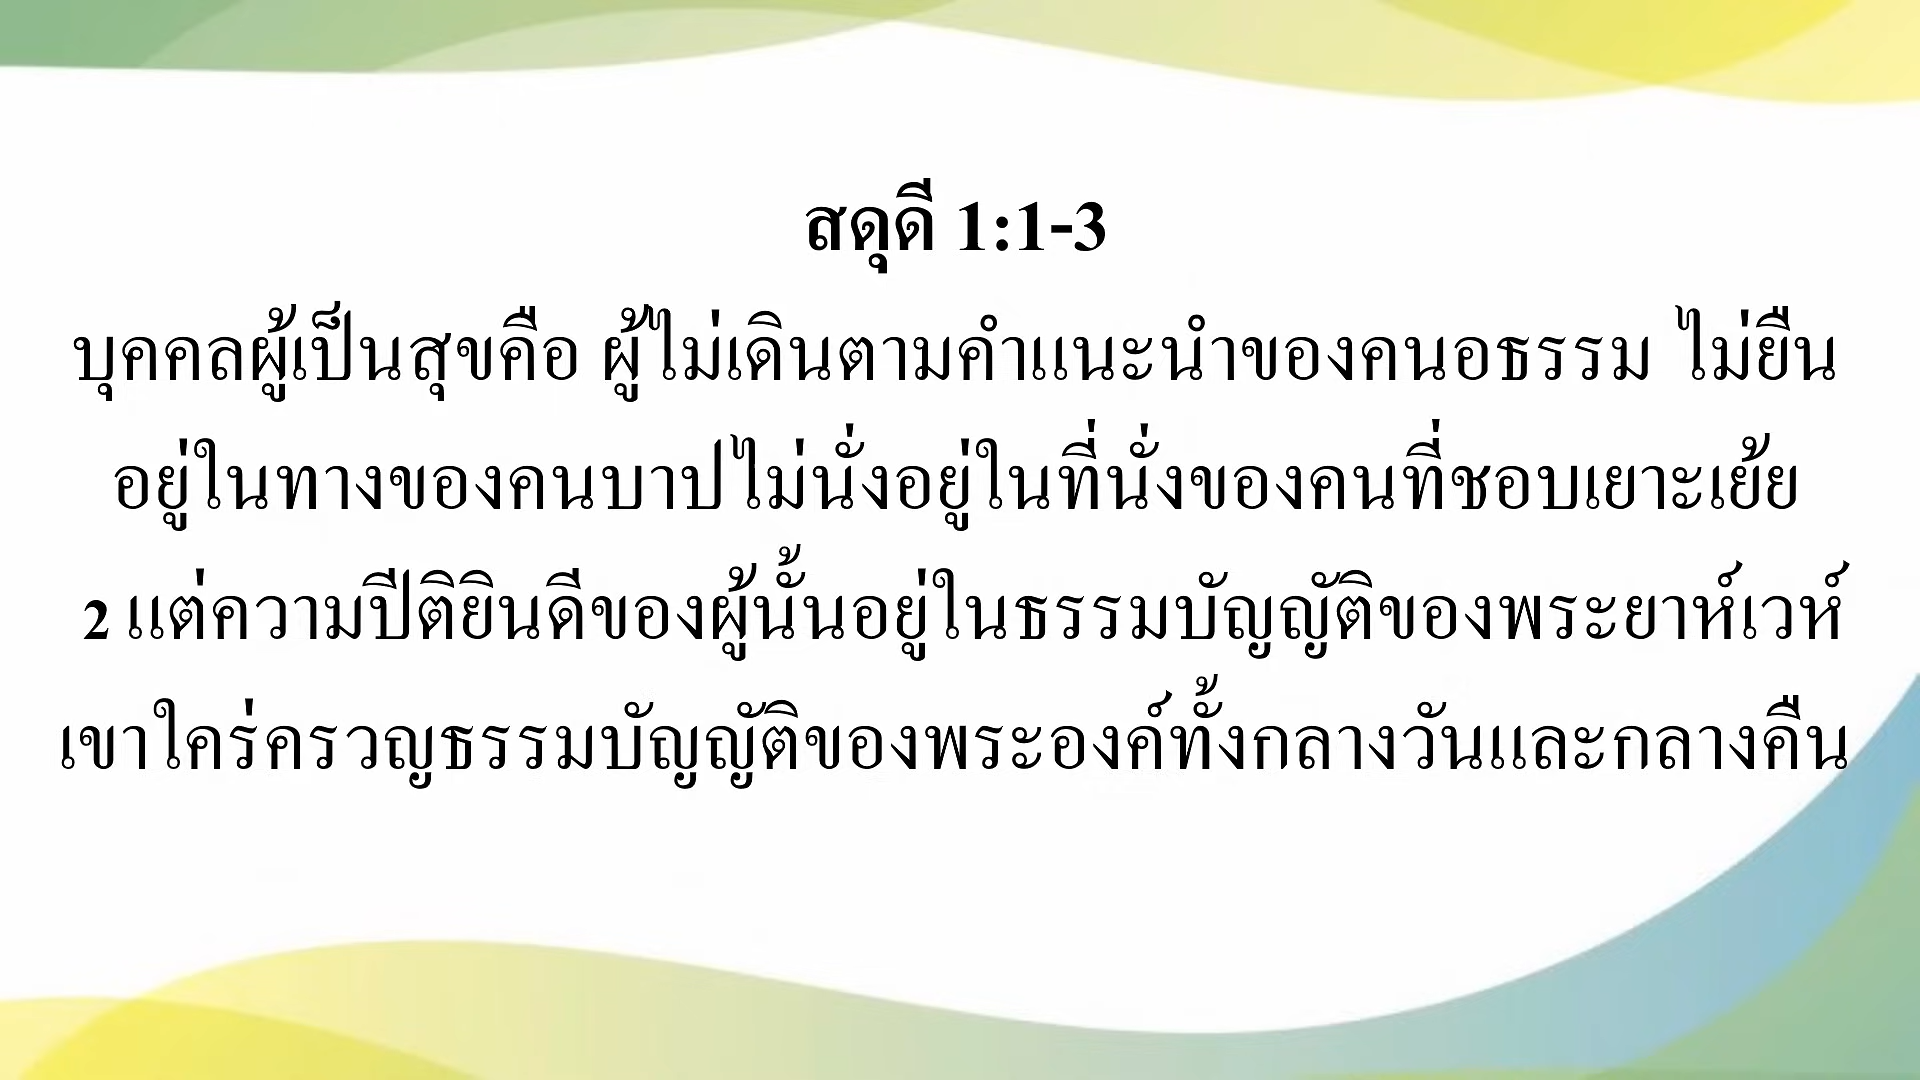 สดุดี 1:1-3
บุคคลผู้เป็นสุขคือ ผู้ไม่เดินตามคำแนะนำของคนอธรรม ไม่ยืน
อยู่ในทางของคนบาปไม่นั่งอยู่ในที่นั่งของคนที่ชอบเยาะเย้ย
2 แต่ความปีติยินดีของผู้นั้นอยู่ในธรรมบัญญัติของพระยาห์เวห์
เขาใคร่ครวญธรรมบัญญัติของพระองค์ทั้งกลางวันและกลางคืน